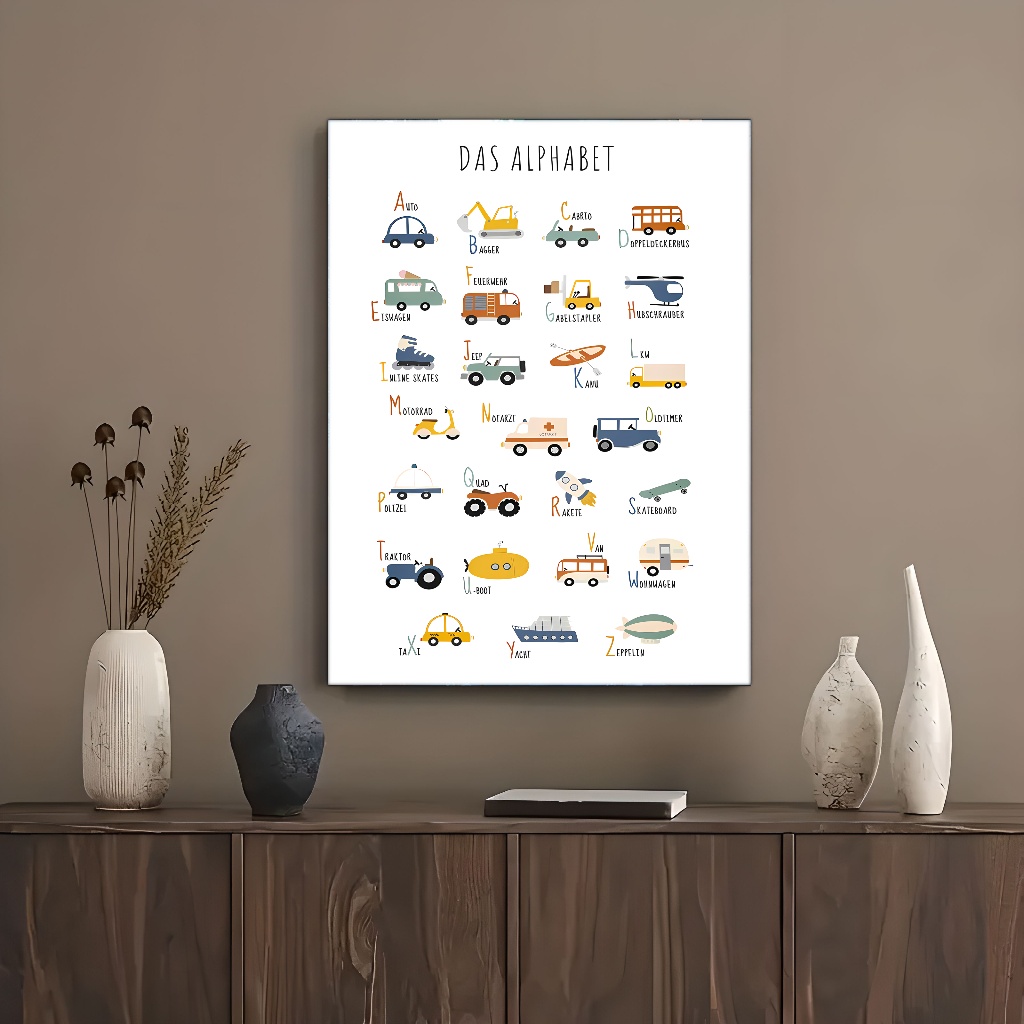 DAS ALPHABET
AUTO
BAGGER
CABRIO
DOPPELDECKERBUS
EISWAGEN
FEUERWEHR
GABELSTAPLER
HUBSCHRAUBER
INLINE SKATES
JEEP
KANU
LKW
MOTORRAD
NOTARZT
OLDTIMER
POLIZEI
QUAD
RAKETE
SKATEBOARD
TRAKTOR
U-BOOT
VAN
WOHNWAGEN
TAXI
YACHT
ZEPPELIN